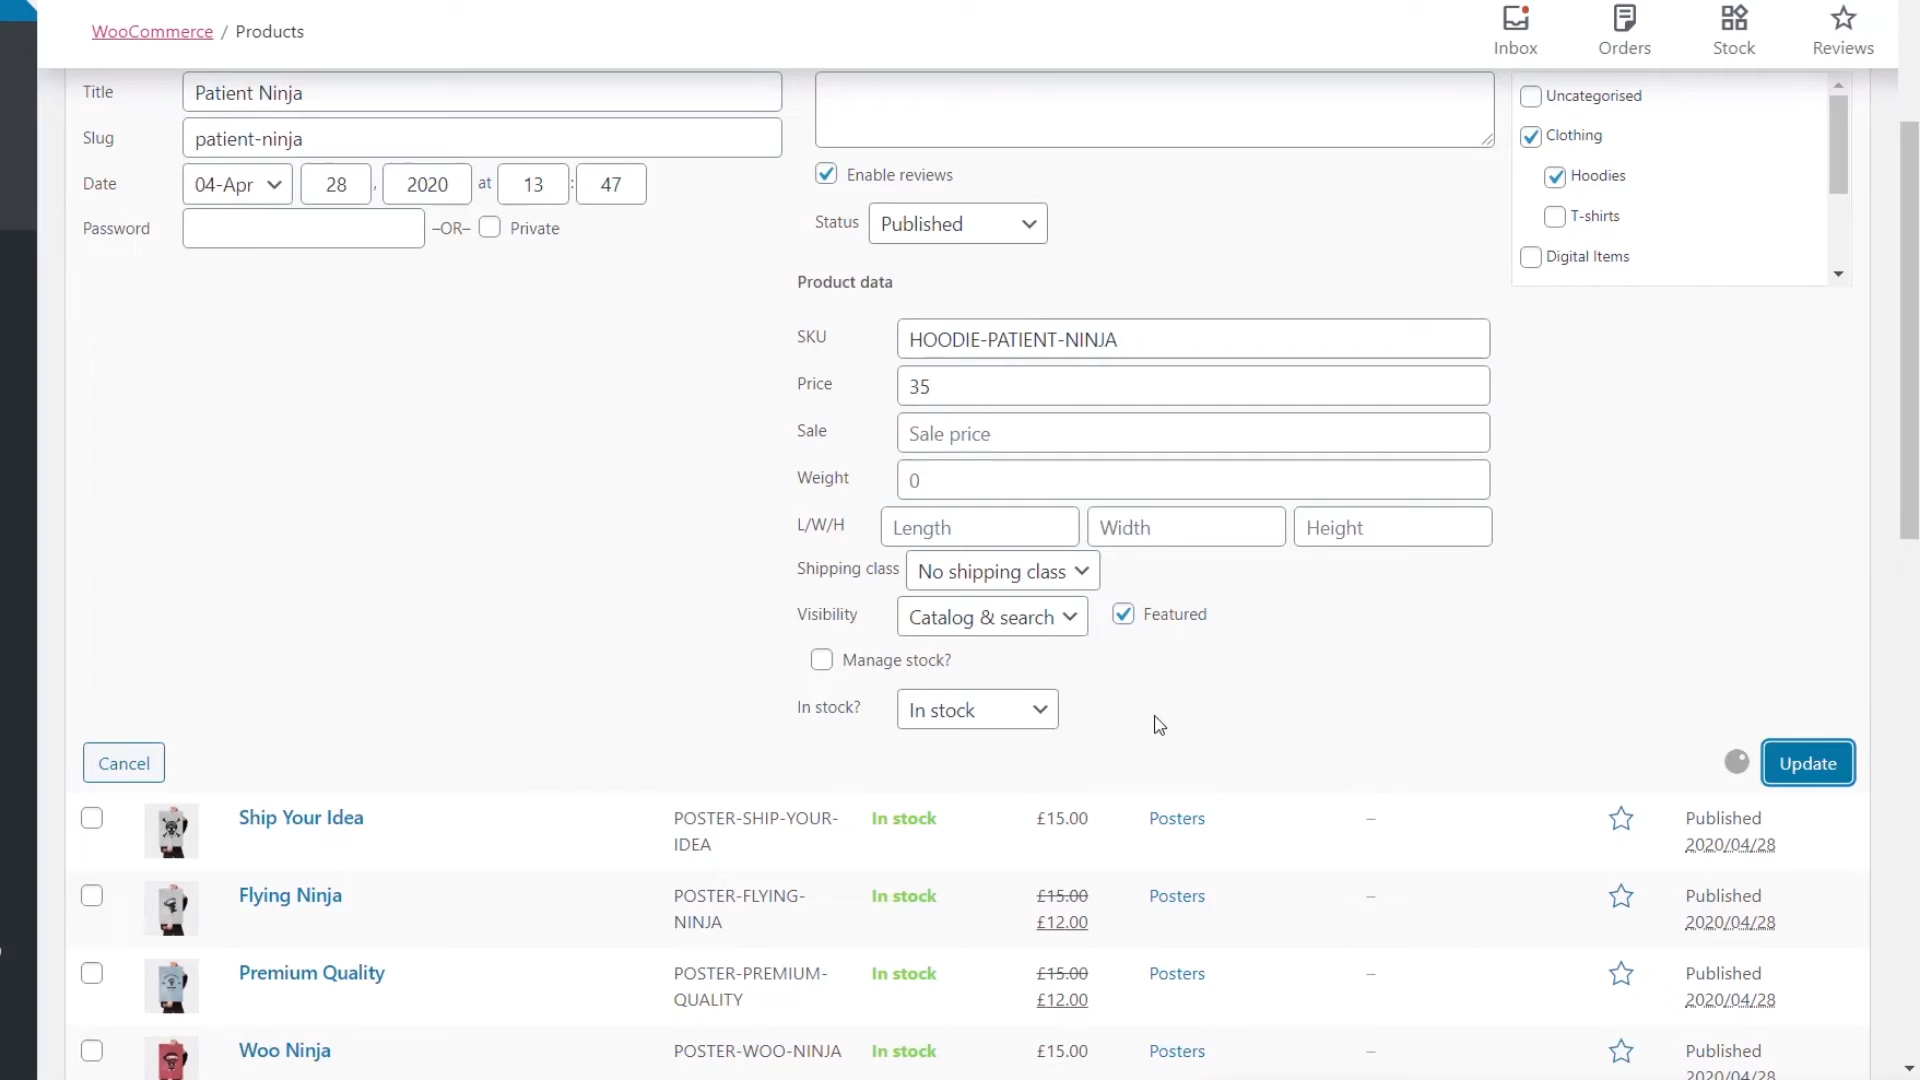 WooCommerce / Products
Inbox
Orders
Stock
Reviews
Title
Patient Ninja
Slug
patient-ninja
Date
04-Apr 28 , 2020 at 13 : 47
Password
–OR– Private
Enable reviews
Status Published
Uncategorised
Clothing
Hoodies
T-shirts
Digital Items
Product data
SKU HOODIE-PATIENT-NINJA
Price 35
Sale Sale price
Weight 0
L/W/H Length Width Height
Shipping class No shipping class
Visibility Catalog & search Featured
Manage stock?
In stock? In stock
Cancel
Update
Ship Your Idea POSTER-SHIP-YOUR- In stock £15.00 Posters – Published
IDEA 2020/04/28
Flying Ninja POSTER-FLYING- In stock £15.00 Posters – Published
NINJA £12.00 2020/04/28
Premium Quality POSTER-PREMIUM- In stock £15.00 Posters – Published
QUALITY £12.00 2020/04/28
Woo Ninja POSTER-WOO-NINJA In stock £15.00 Posters – Published
2020/04/28